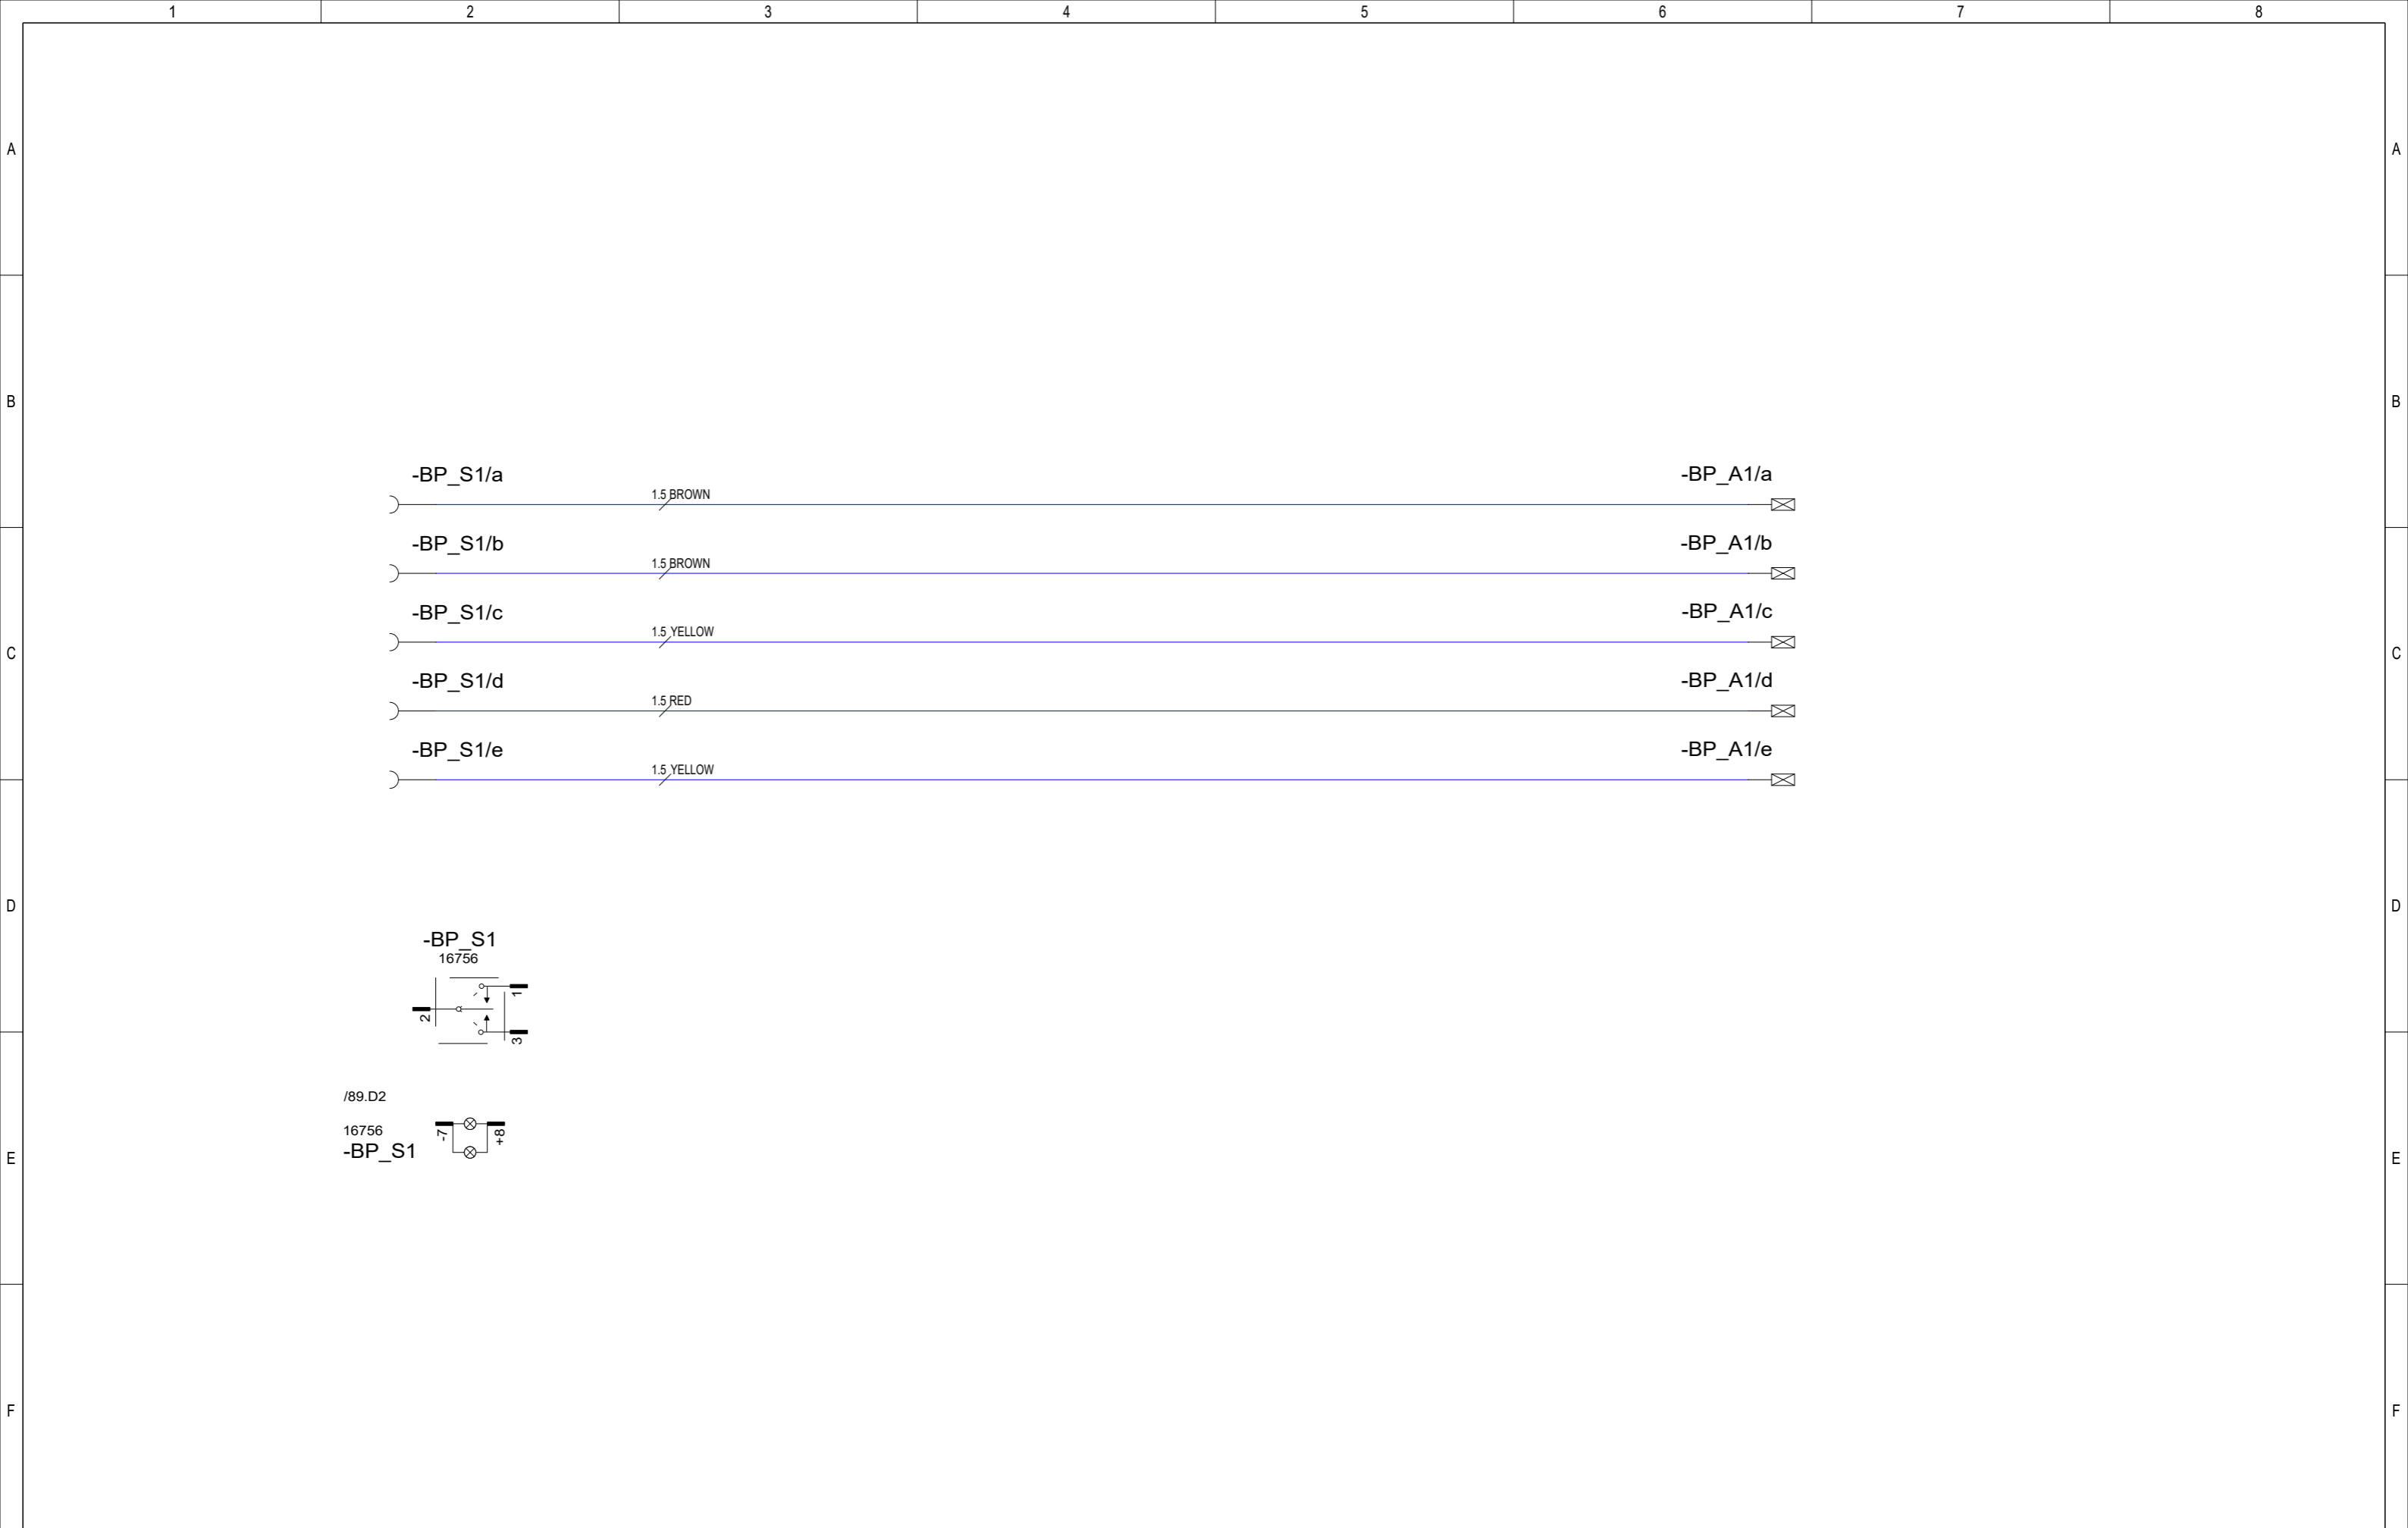 1 2 3 4 5 6 7 8
A A
B B
-BP_S1/a -BP_A1/a
1.5 BROWN
-BP_S1/b -BP_A1/b
1.5 BROWN
-BP_S1/c -BP_A1/c
1.5 YELLOW
C C
-BP_S1/d -BP_A1/d
1.5 RED
-BP_S1/e -BP_A1/e
1.5 YELLOW
D D
-BP_S1
16756
1
2
3
/89.D2
16756
-7 +8
-BP_S1
E E
F F